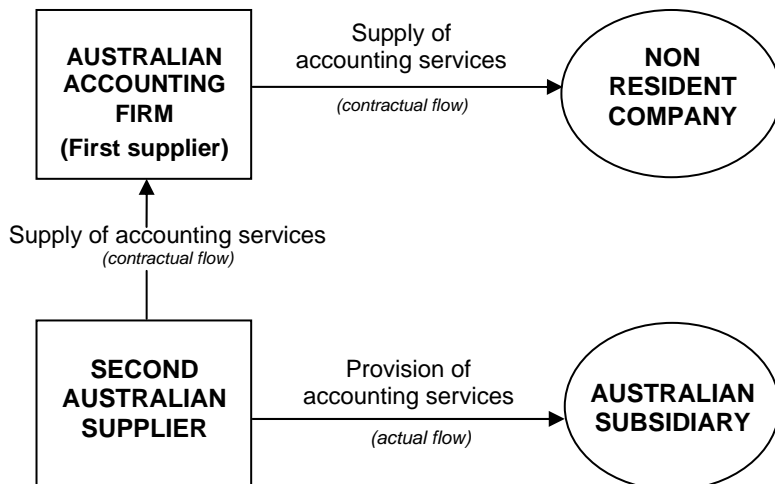 AUSTRALIAN
ACCOUNTING
FIRM
(First supplier)
Supply of
accounting services
(contractual flow)
NON
RESIDENT
COMPANY
Supply of accounting services
(contractual flow)
SECOND
AUSTRALIAN
SUPPLIER
Provision of
accounting services
(actual flow)
AUSTRALIAN
SUBSIDIARY